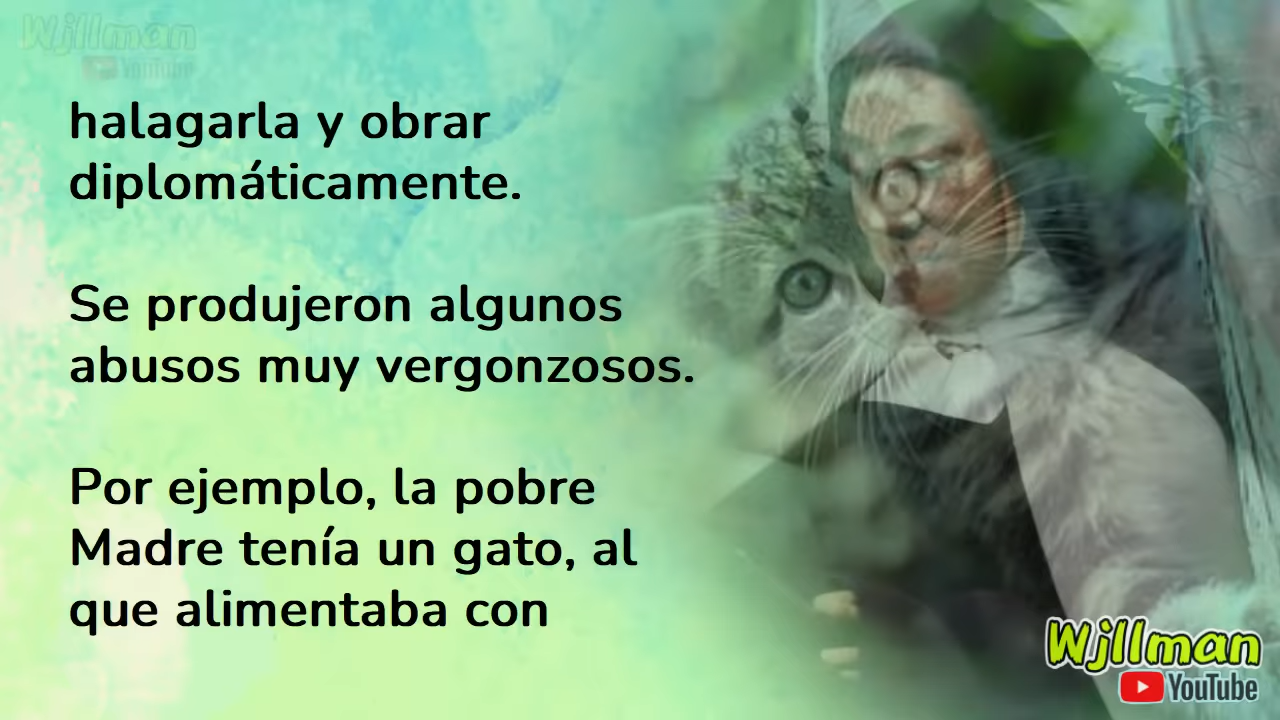 Wjllman
YouTube
halagarla y obrar
diplomáticamente.
Se produjeron algunos
abusos muy vergonzosos.
Por ejemplo, la pobre
Madre tenía un gato, al
que alimentaba con
Wjllman
YouTube